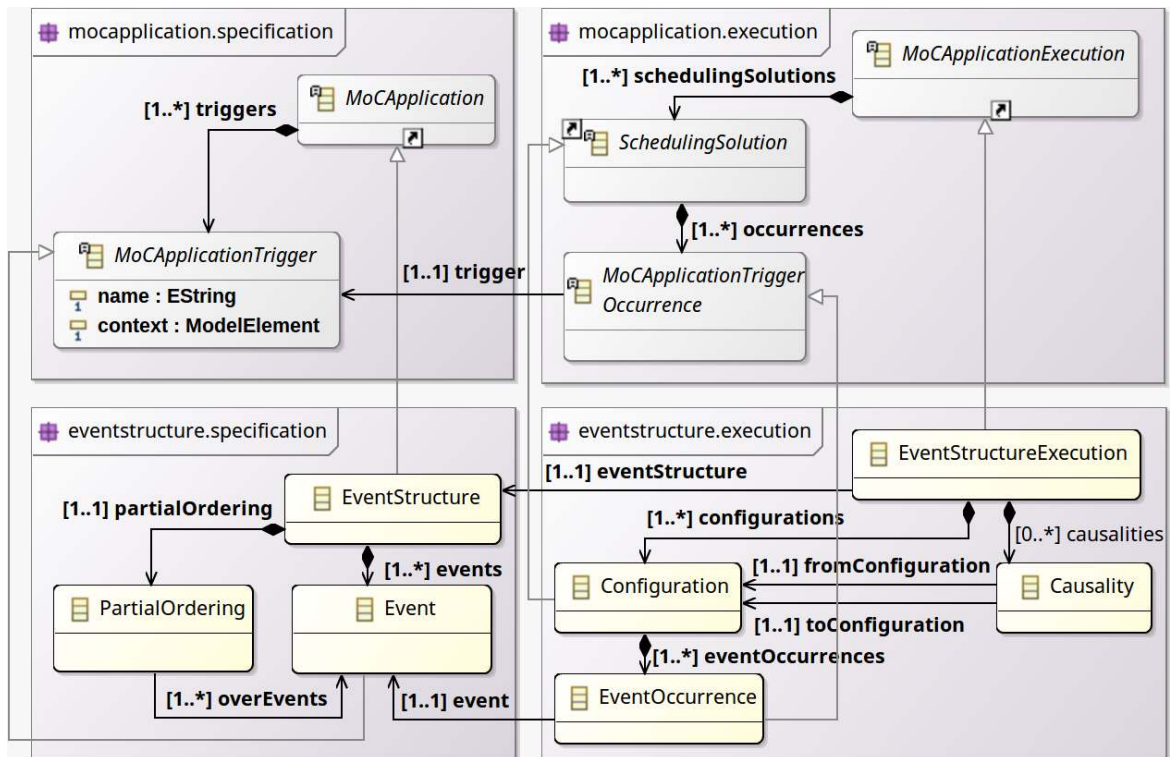 mocapplication.specification
MoCApplication
[1..*] triggers
MoCApplicationTrigger
name : EString
context : ModelElement
mocapplication.execution
MoCApplicationExecution
[1..*] schedulingSolutions
SchedulingSolution
[1..*] occurrences
MoCApplicationTrigger
Occurrence
[1..1] trigger
eventstructure.specification
EventStructure
[1..1] partialOrdering
[1..*] events
PartialOrdering
Event
[1..*] overEvents
eventstructure.execution
EventStructureExecution
[1..1] eventStructure
[1..*] configurations
[0..*] causalities
[1..1] fromConfiguration
Configuration
Causality
[1..1] toConfiguration
[1..*] eventOccurrences
EventOccurrence
[1..1] event